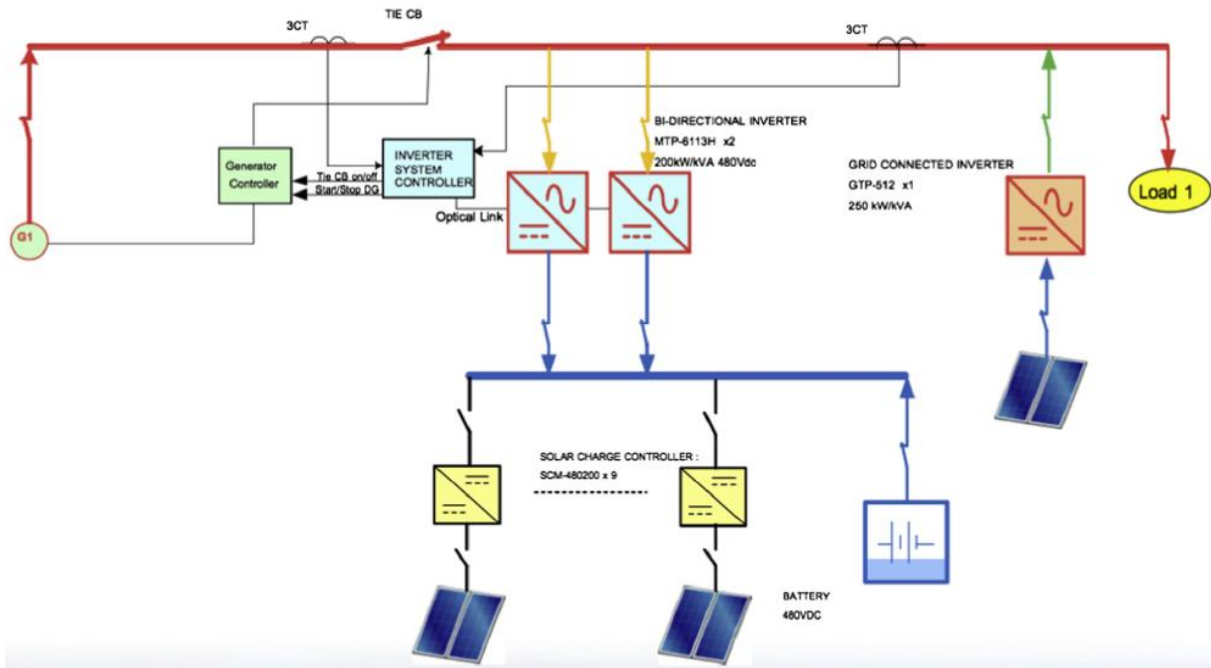 TIE CB
3CT
3CT
BI-DIRECTIONAL INVERTER
MTP-6113H x2
200kW/kVA 480Vdc
INVERTER
SYSTEM
CONTROLLER
Generator
Controller
Tie CB on/off
Start/Stop DG
GRID CONNECTED INVERTER
GTP-512 x1
250 kW/kVA
Load 1
Optical Link
G1
SOLAR CHARGE CONTROLLER :
SCM-480200 x 9
BATTERY
480VDC